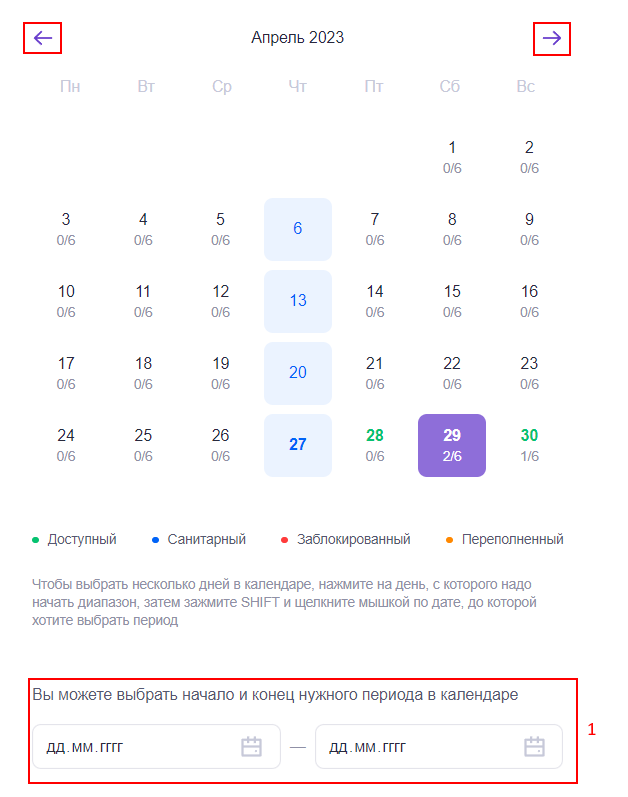 Апрель 2023
Пн Вт Ср Чт Пт Сб Вс
1 2
0/6 0/6
3 4 5 6 7 8 9
0/6 0/6 0/6 0/6 0/6 0/6
10 11 12 13 14 15 16
0/6 0/6 0/6 0/6 0/6 0/6
17 18 19 20 21 22 23
0/6 0/6 0/6 0/6 0/6 0/6
24 25 26 27 28 29 30
0/6 0/6 0/6 0/6 2/6 1/6
Доступный Санитарный Заблокированный Переполненный
Чтобы выбрать несколько дней в календаре, нажмите на день, с которого надо
начать диапазон, затем зажмите SHIFT и щелкните мышкой по дате, до которой
хотите выбрать период
Вы можете выбрать начало и конец нужного периода в календаре
дд.мм.гггг — дд.мм.гггг
1